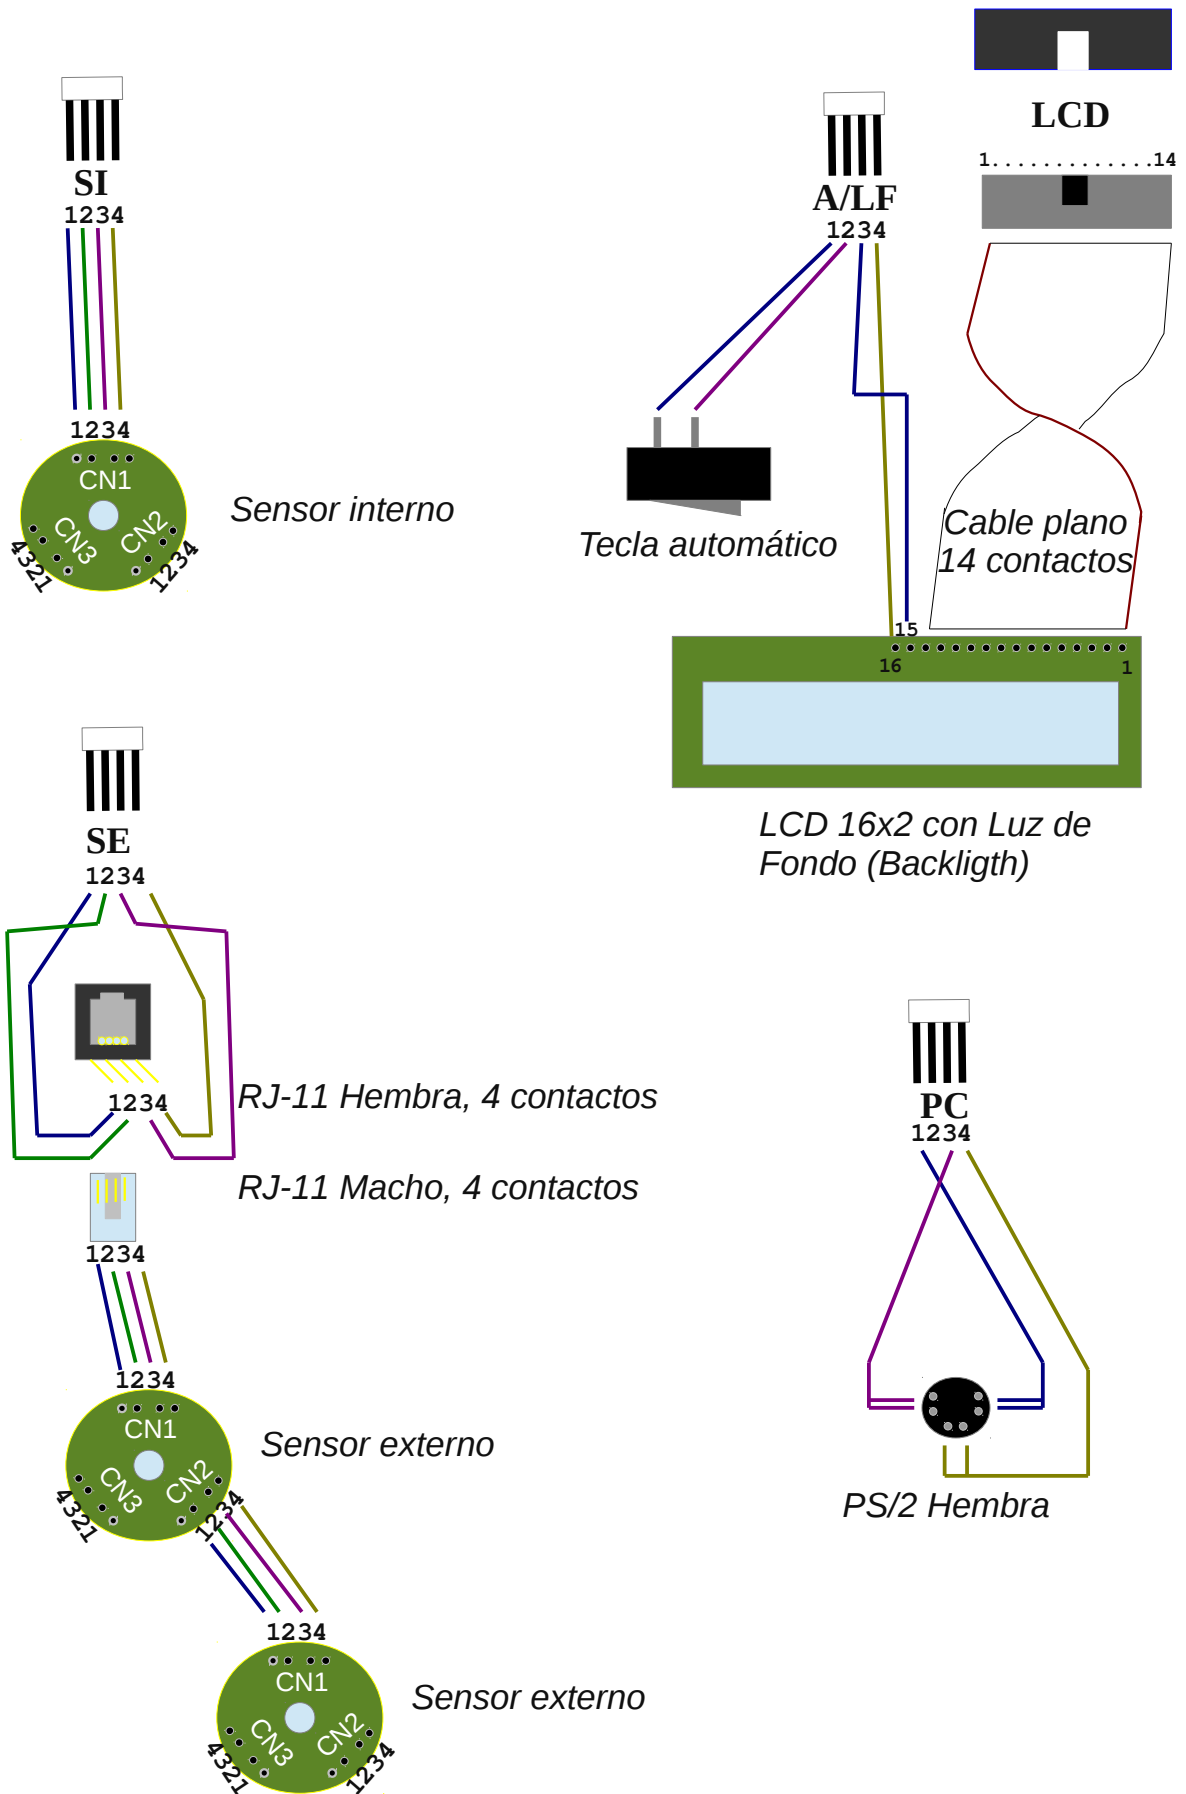 SI
1234
1234
CN1
CN3
CN2
4321
1234
Sensor interno
A/LF
1234
Tecla automático
LCD
1.............14
Cable plano
14 contactos
15
16
1
LCD 16x2 con Luz de
Fondo (Backligth)
SE
1234
1234
RJ-11 Hembra, 4 contactos
RJ-11 Macho, 4 contactos
1234
1234
CN1
CN3
CN2
4321
1234
Sensor externo
1234
CN1
CN3
CN2
4321
1234
Sensor externo
PC
1234
PS/2 Hembra